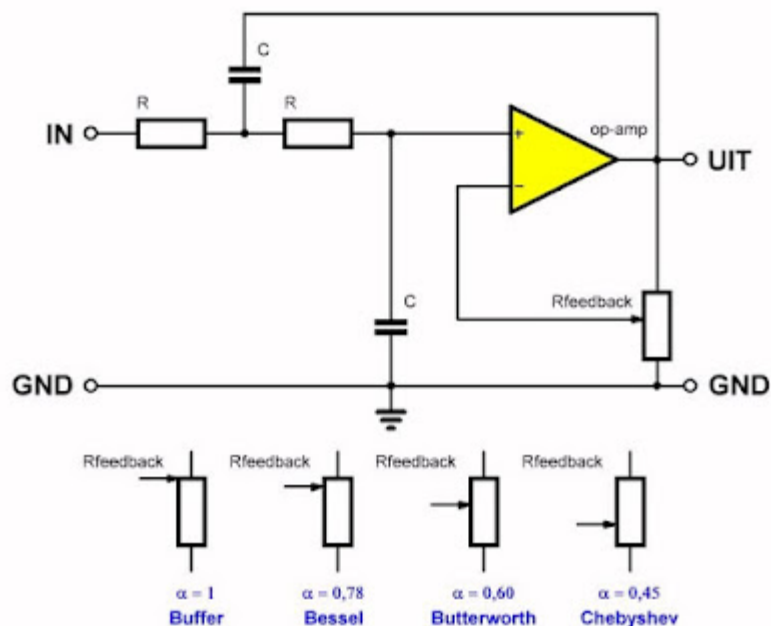 C
R
R
IN
+
op-amp
UIT
−
Rfeedback
C
GND
GND
Rfeedback
Rfeedback
Rfeedback
Rfeedback
α = 1
α = 0,78
α = 0,60
α = 0,45
Buffer
Bessel
Butterworth
Chebyshev